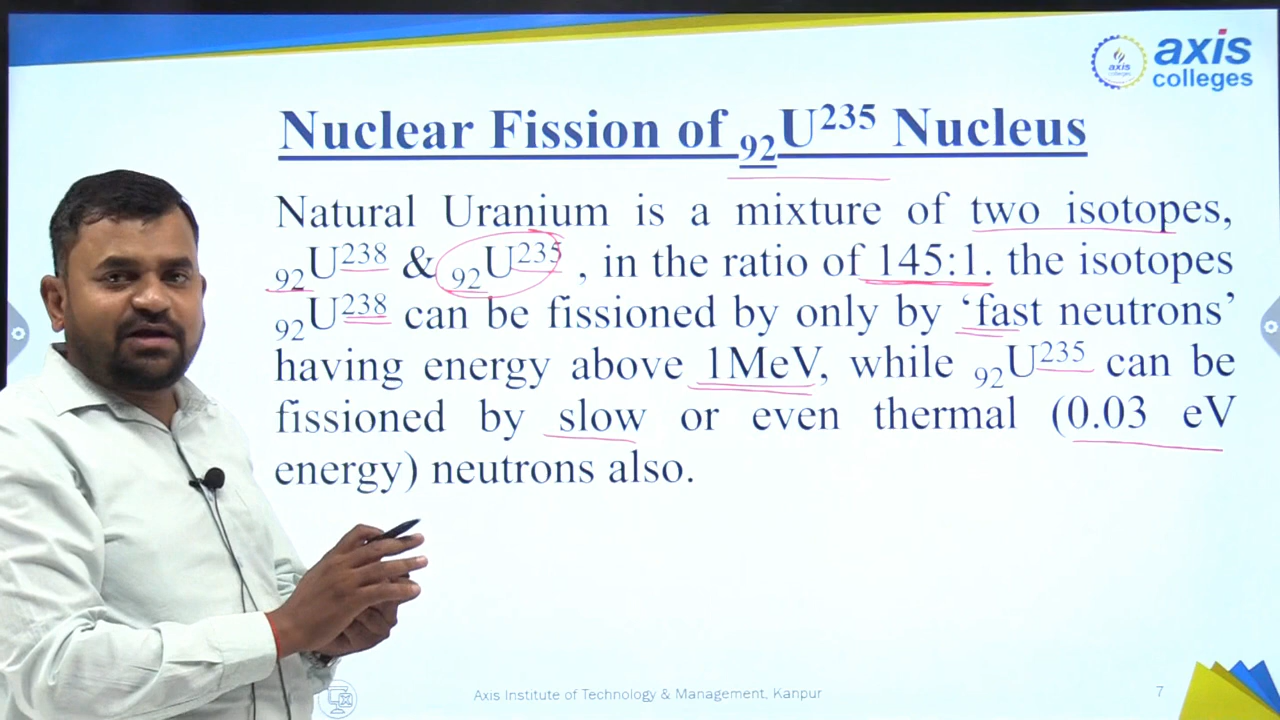 axis
colleges
axis
colleges
Nuclear Fission of ₉₂U²³⁵ Nucleus
Natural Uranium is a mixture of two isotopes,
₉₂U²³⁸ & ₉₂U²³⁵ , in the ratio of 145:1. the isotopes
₉₂U²³⁸ can be fissioned by only by ‘fast neutrons’
having energy above 1MeV, while ₉₂U²³⁵ can be
fissioned by slow or even thermal (0.03 eV
energy) neutrons also.
Axis Institute of Technology & Management, Kanpur
7